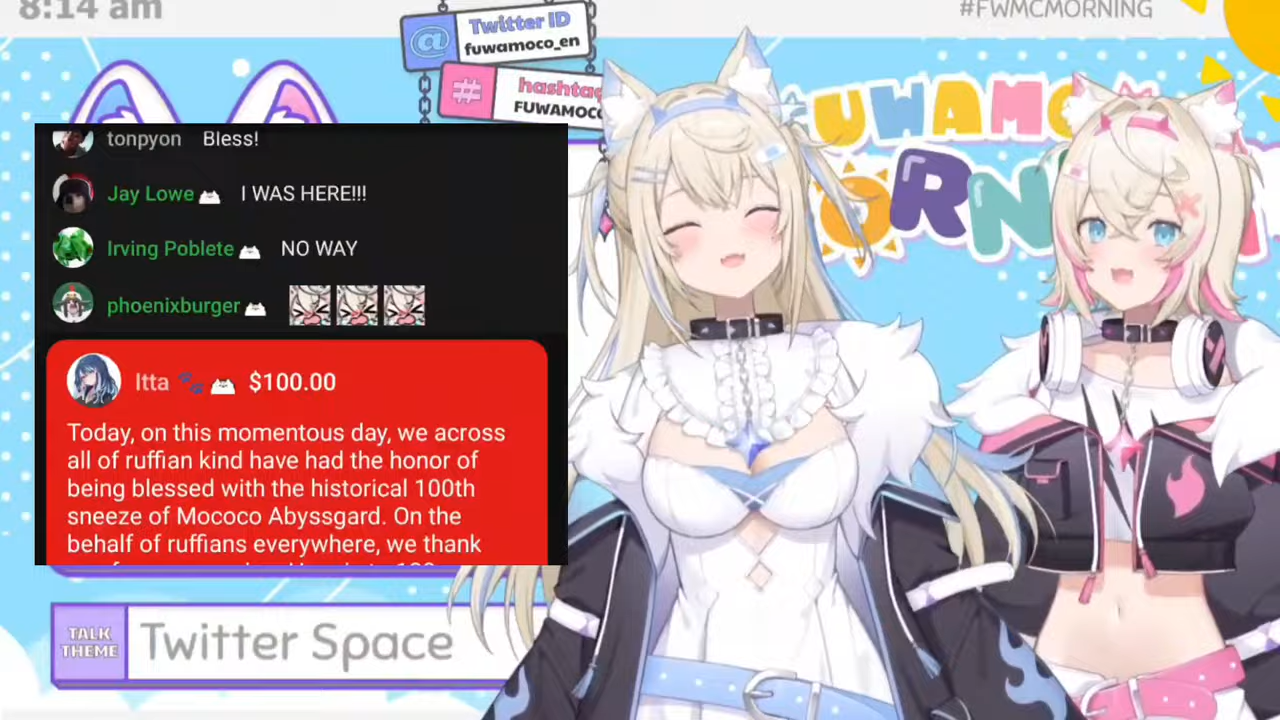 8:14 am
#FWMCMORNING
@ Twitter ID
fuwamoco_en
# hashtag
tonpyon Bless!
Jay Lowe I WAS HERE!!!
Irving Poblete NO WAY
phoenixburger
Itta $100.00
Today, on this momentous day, we across
all of ruffian kind have had the honor of
being blessed with the historical 100th
sneeze of Mococo Abyssgard. On the
behalf of ruffians everywhere, we thank
TALK
THEME
Twitter Space